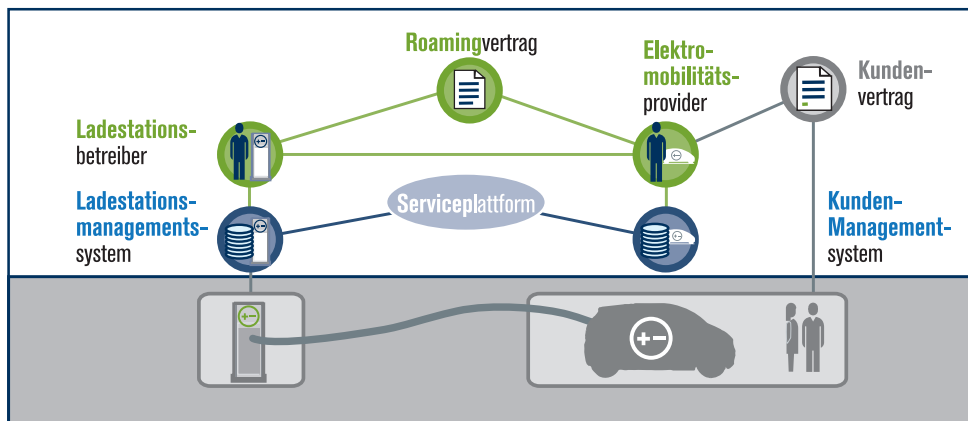 Roamingvertrag
Elektro-
mobilitäts-
provider
Kunden-
vertrag
Ladestations-
betreiber
Ladestations-
managements-
system
Serviceplattform
Kunden-
Management-
system